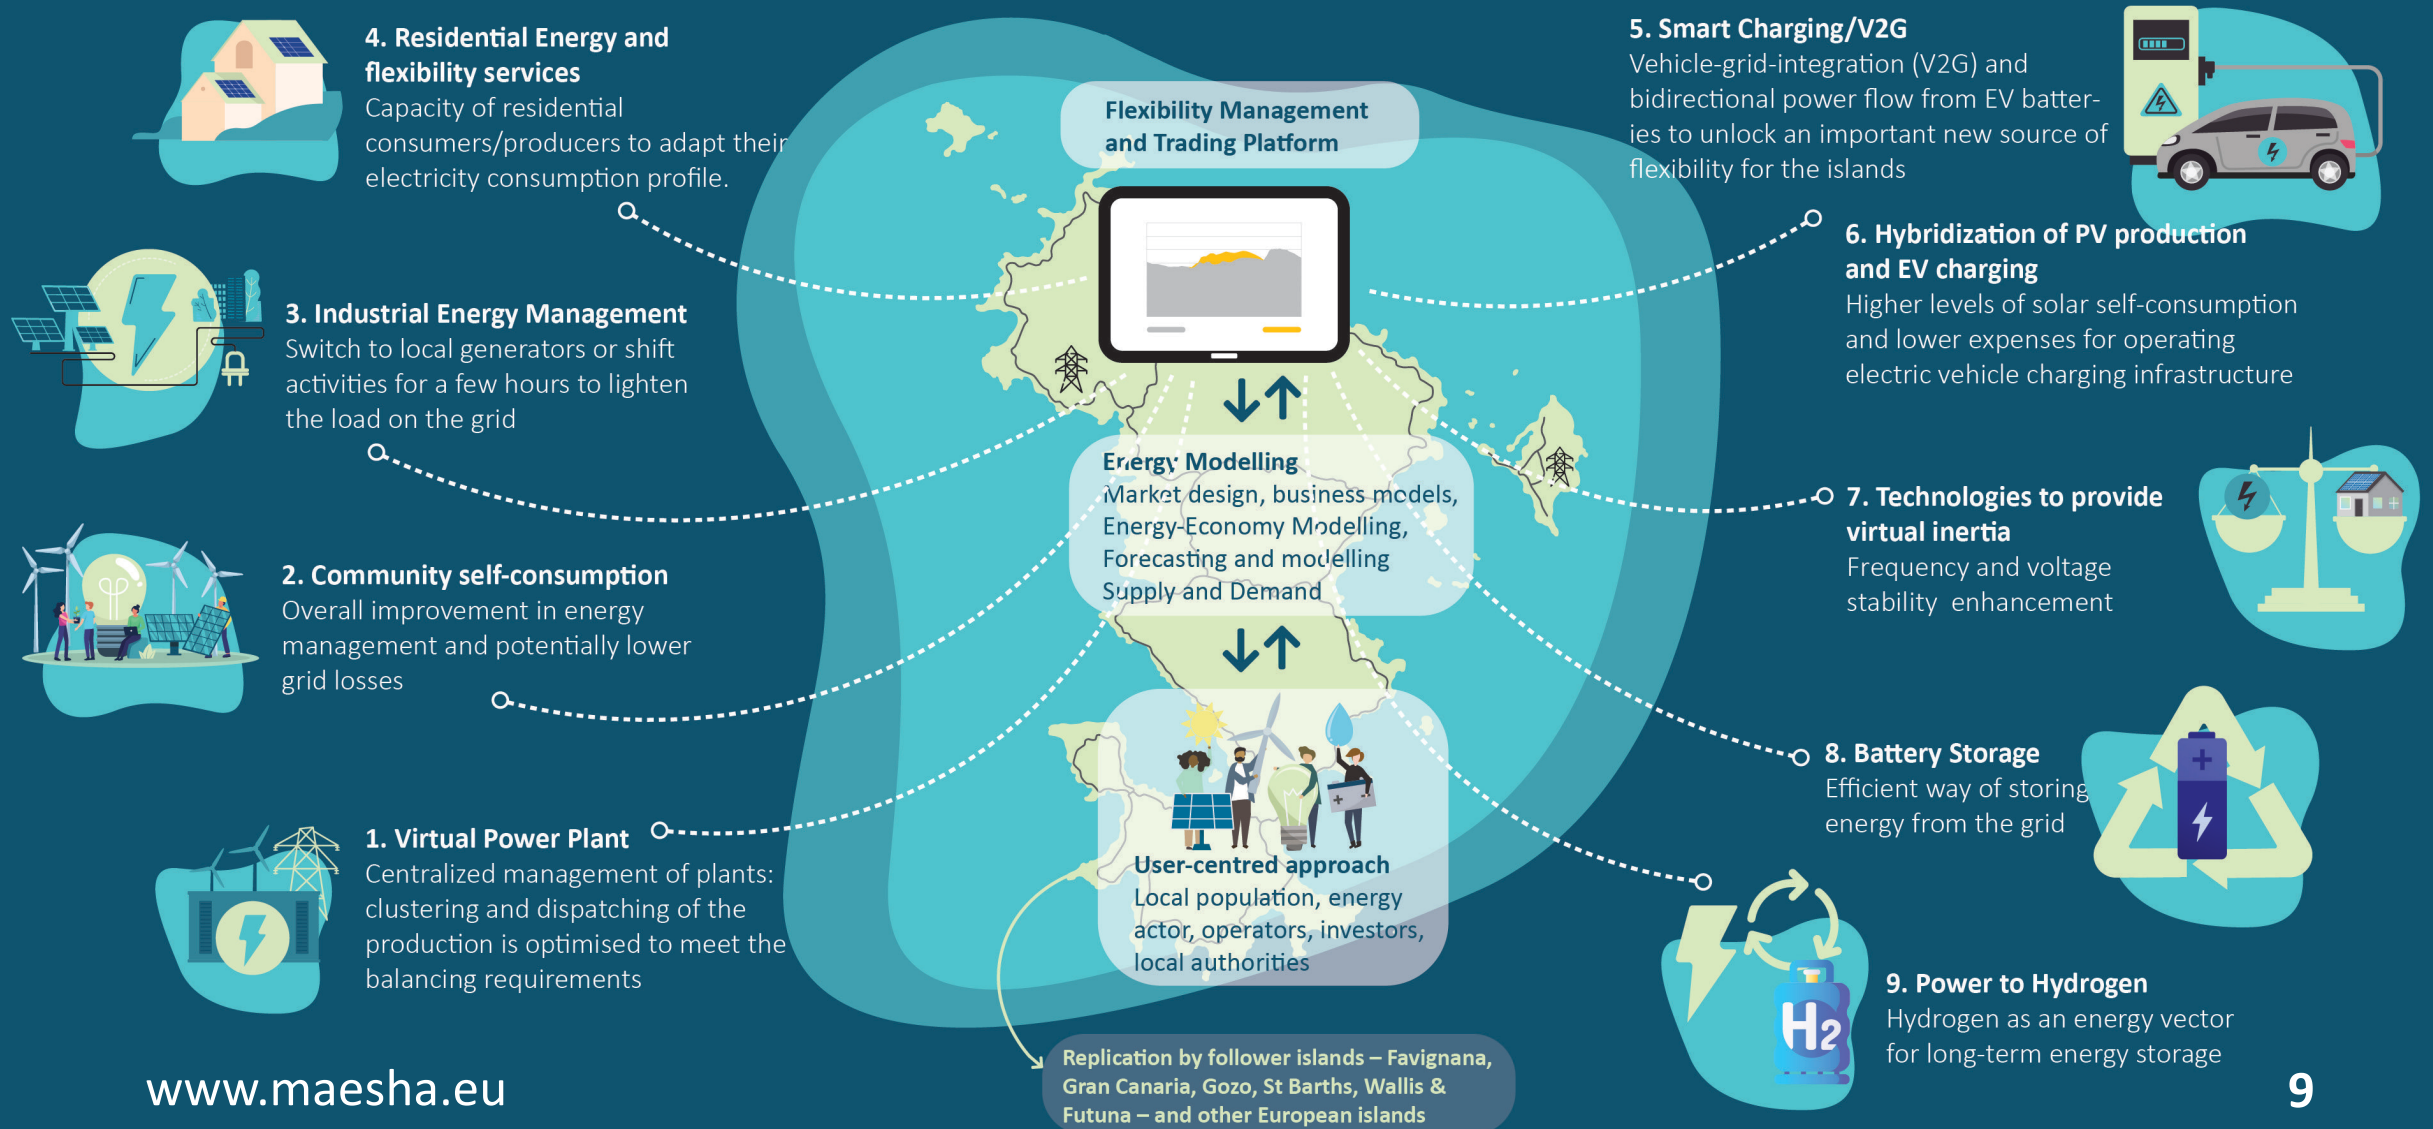 4. Residential Energy and
flexibility services
Capacity of residential
consumers/producers to adapt their
electricity consumption profile.
3. Industrial Energy Management
Switch to local generators or shift
activities for a few hours to lighten
the load on the grid
2. Community self-consumption
Overall improvement in energy
management and potentially lower
grid losses
1. Virtual Power Plant
Centralized management of plants:
clustering and dispatching of the
production is optimised to meet the
balancing requirements
www.maesha.eu
Flexibility Management
and Trading Platform
Energy Modelling
Market design, business models,
Energy-Economy Modelling,
Forecasting and modelling
Supply and Demand
User-centred approach
Local population, energy
actor, operators, investors,
local authorities
Replication by follower islands – Favignana,
Gran Canaria, Gozo, St Barths, Wallis &
Futuna – and other European islands
5. Smart Charging/V2G
Vehicle-grid-integration (V2G) and
bidirectional power flow from EV batter-
ies to unlock an important new source of
flexibility for the islands
6. Hybridization of PV production
and EV charging
Higher levels of solar self-consumption
and lower expenses for operating
electric vehicle charging infrastructure
7. Technologies to provide
virtual inertia
Frequency and voltage
stability enhancement
8. Battery Storage
Efficient way of storing
energy from the grid
H2
9. Power to Hydrogen
Hydrogen as an energy vector
for long-term energy storage
9